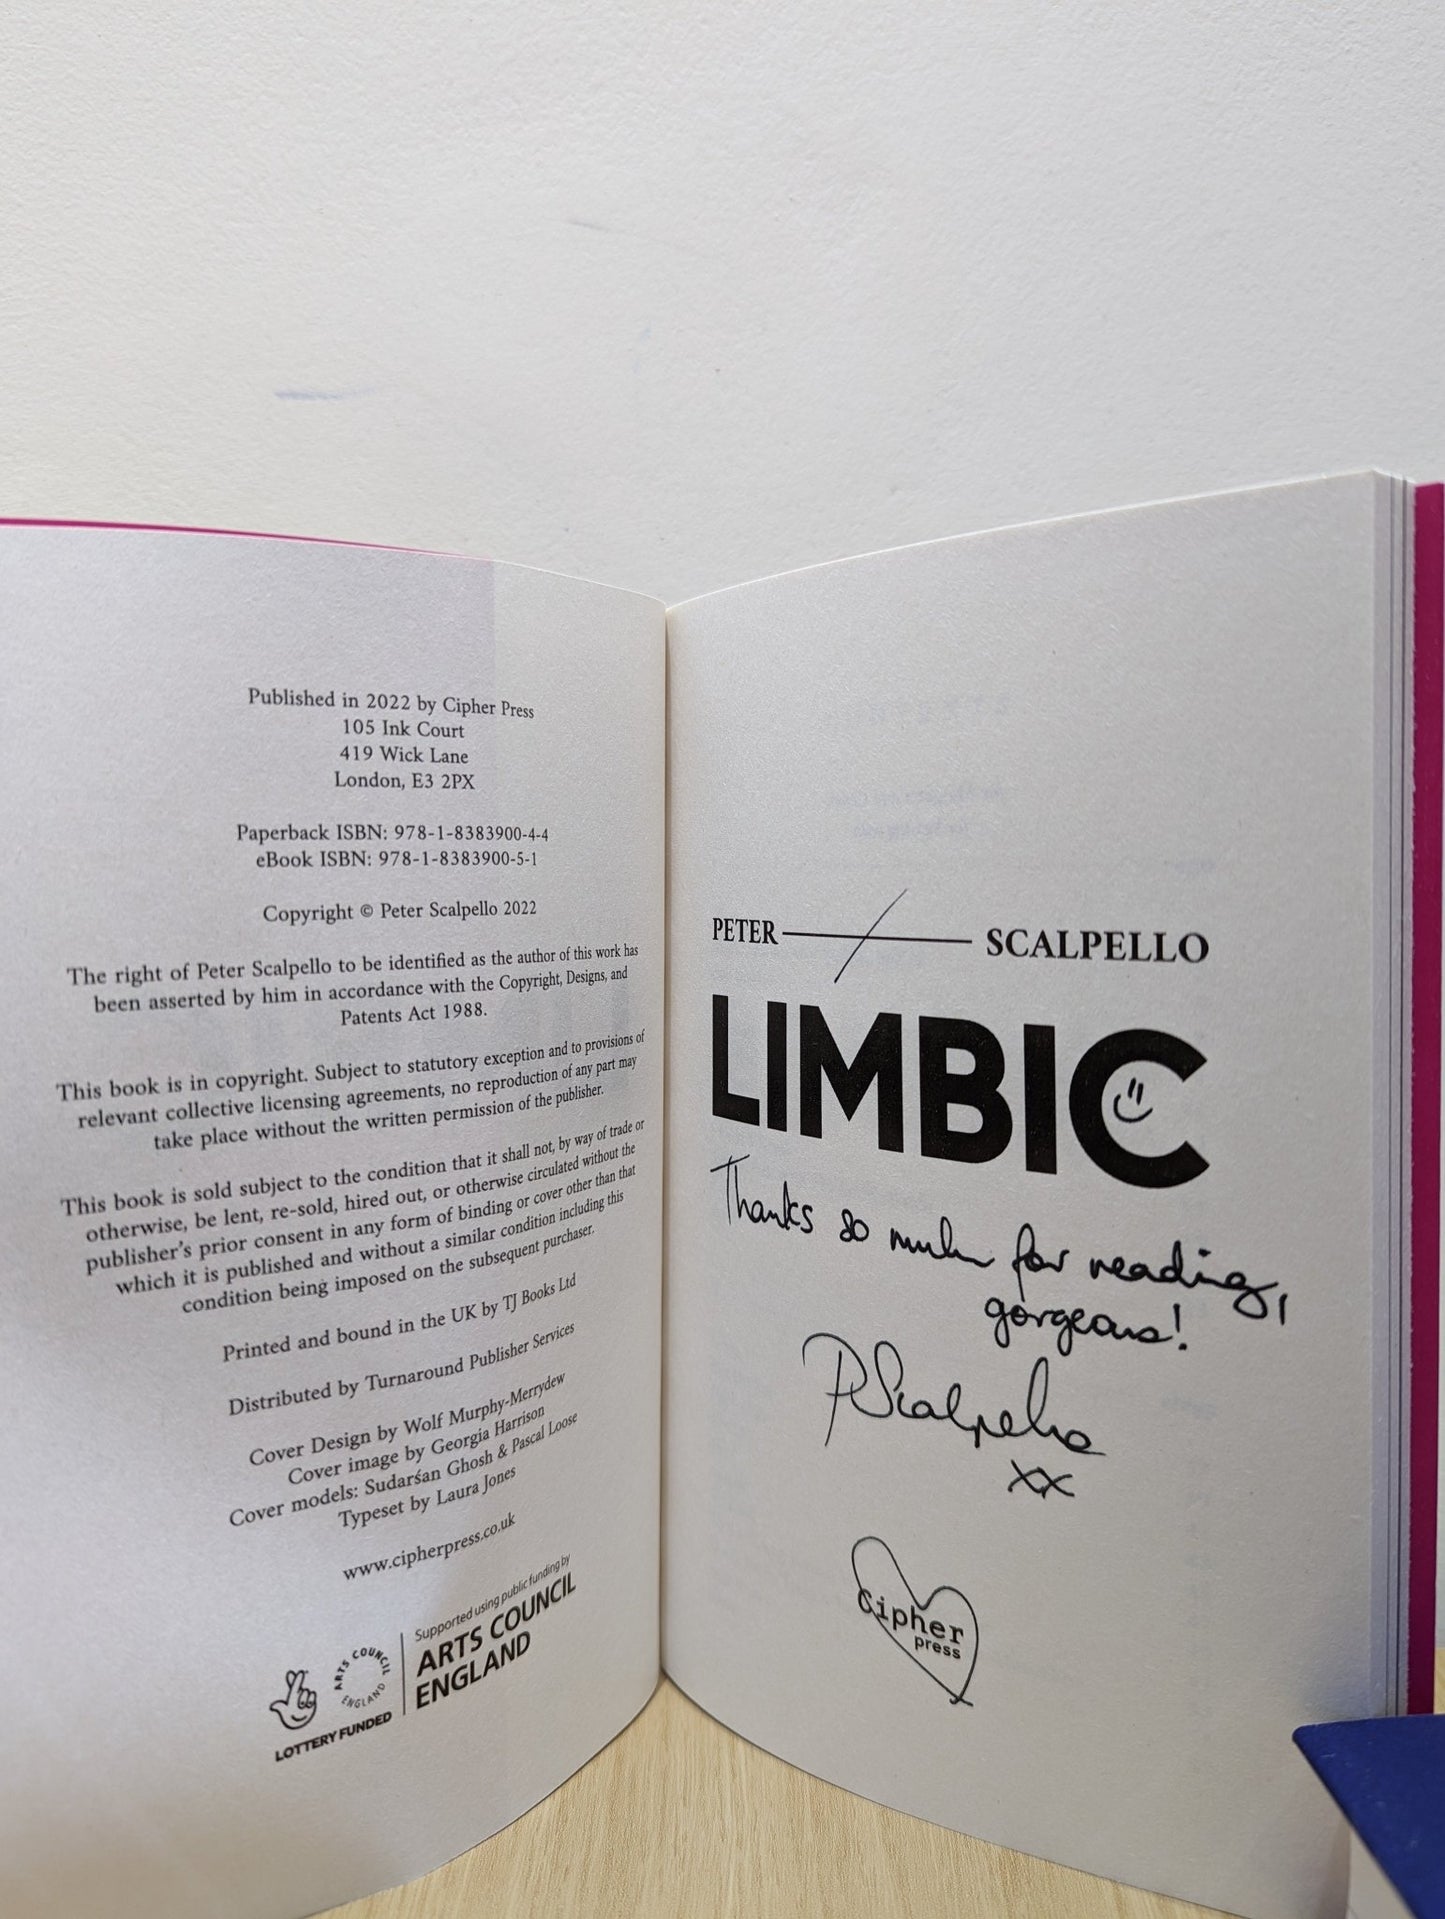 Published in 2022 by Cipher Press
105 Ink Court
419 Wick Lane
London, E3 2PX
Paperback ISBN: 978-1-8383900-4-4
eBook ISBN: 978-1-8383900-5-1
Copyright © Peter Scalpello 2022
The right of Peter Scalpello to be identified as the author of this work has
been asserted by him in accordance with the Copyright, Designs, and
Patents Act 1988.
This book is in copyright. Subject to statutory exception and to provisions of
relevant collective licensing agreements, no reproduction of any part may
take place without the written permission of the publisher.
This book is sold subject to the condition that it shall not, by way of trade or
otherwise, be lent, re-sold, hired out, or otherwise circulated without the
publisher's prior consent in any form of binding or cover other than that
which it is published and without a similar condition including this
condition being imposed on the subsequent purchaser.
Printed and bound in the UK by TJ Books Ltd
Distributed by Turnaround Publisher Services
Cover Design by Wolf Murphy-Merrydew
Cover image by Georgia Harrison
Cover models: Sudarśan Ghosh & Pascal Loose
Typeset by Laura Jones
www.cipherpress.co.uk
Supported using public funding by
ARTS COUNCIL
ENGLAND
ARTS COUNCIL
ENGLAND
LOTTERY FUNDED
PETER SCALPELLO
LIMBIC
Thanks so much for reading,
gorgeous!
PScalpello
xx
Cipher
press